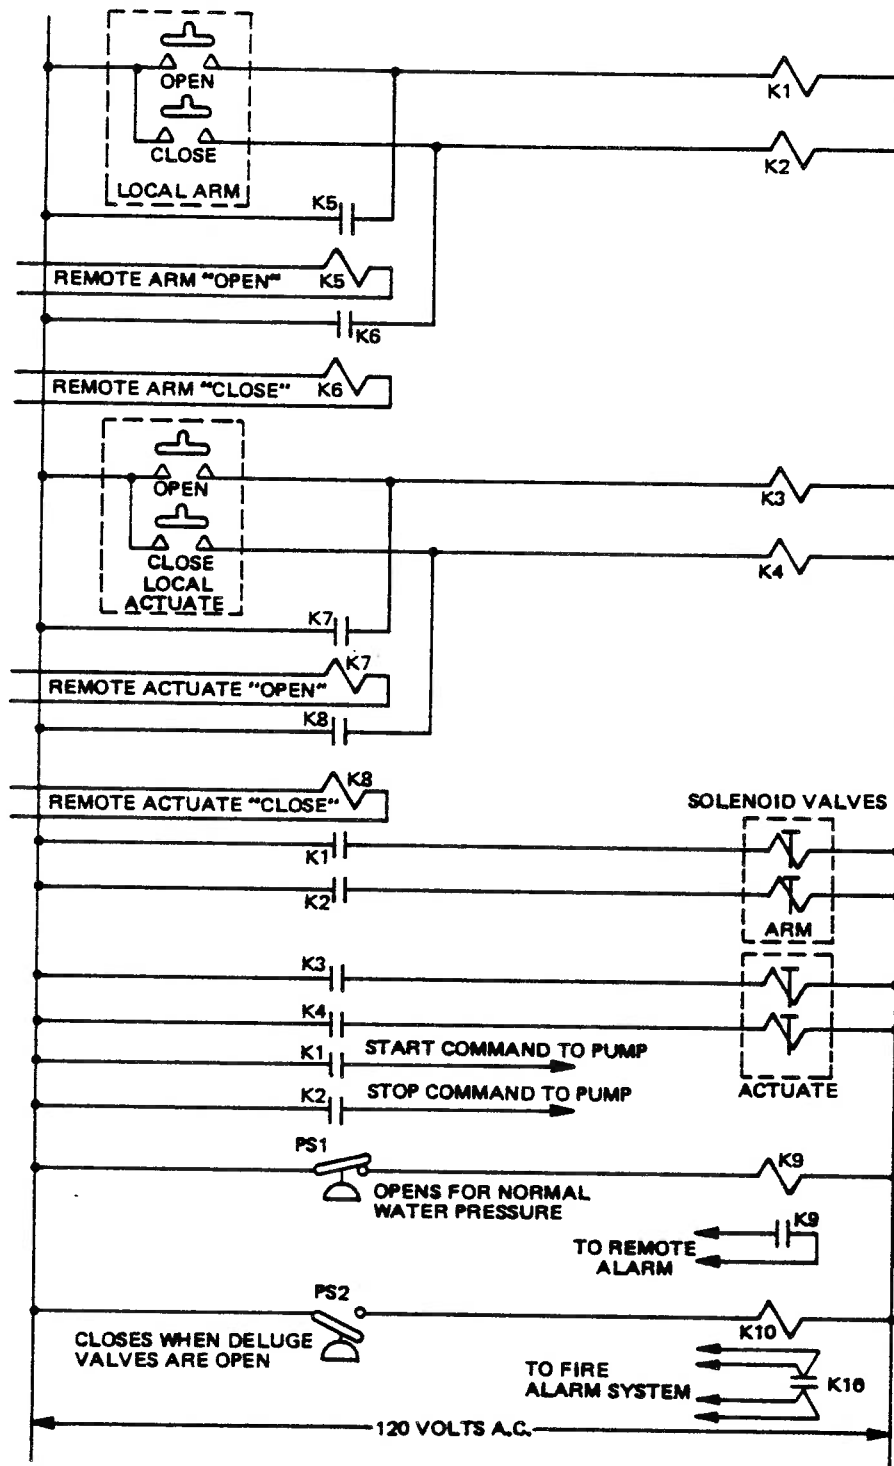 OPEN
K1
CLOSE
K2
LOCAL ARM
K5
REMOTE ARM "OPEN"
K5
K6
REMOTE ARM "CLOSE"
K6
OPEN
K3
CLOSE
LOCAL
ACTUATE
K4
K7
K7
REMOTE ACTUATE "OPEN"
K8
K8
REMOTE ACTUATE "CLOSE"
SOLENOID VALVES
K1
K2
ARM
K3
K4
K1
START COMMAND TO PUMP
K2
STOP COMMAND TO PUMP
ACTUATE
PS1
K9
OPENS FOR NORMAL
WATER PRESSURE
K9
TO REMOTE
ALARM
PS2
K10
CLOSES WHEN DELUGE
VALVES ARE OPEN
TO FIRE
ALARM SYSTEM
K10
120 VOLTS A.C.